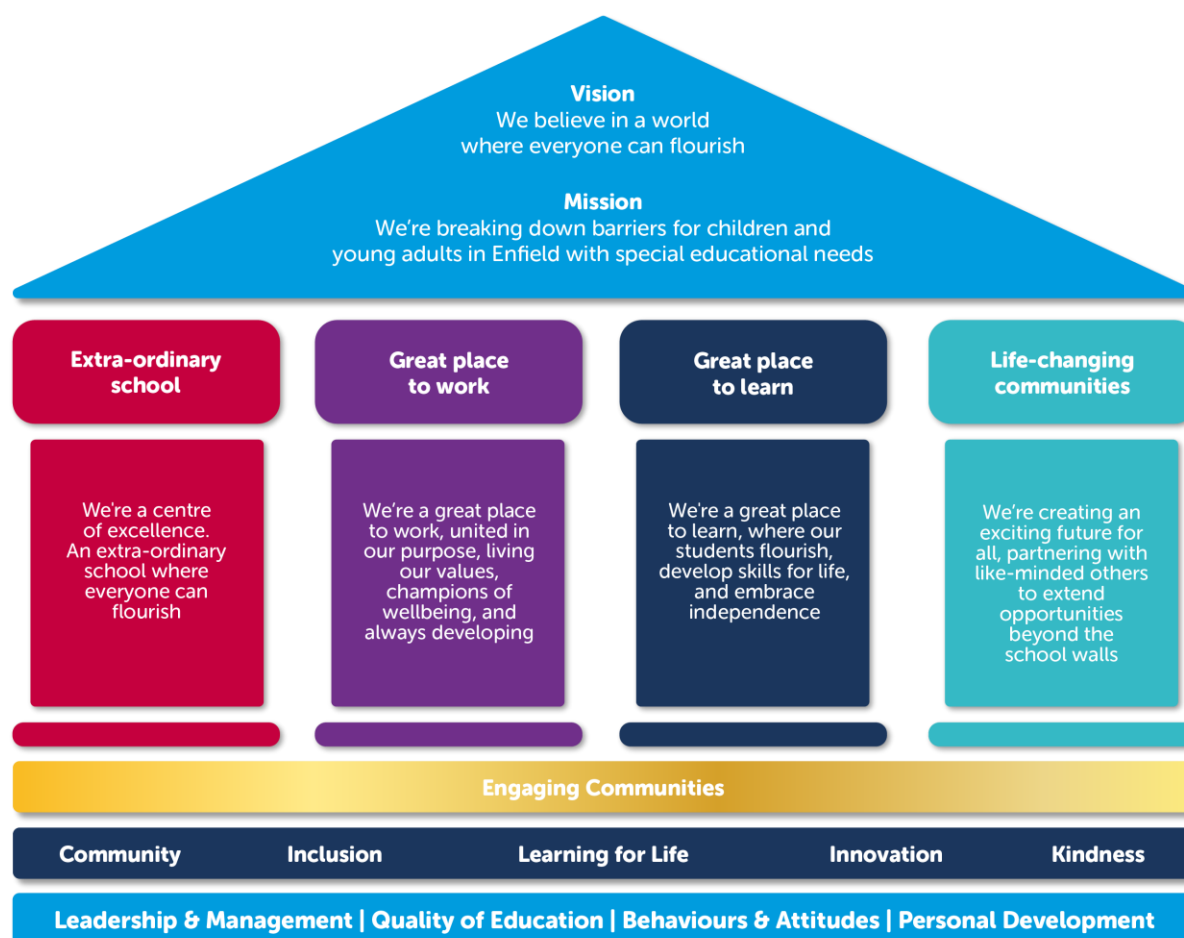 Vision
We believe in a world
where everyone can flourish
Mission
We’re breaking down barriers for children and
young adults in Enfield with special educational needs
Extra-ordinary
school
Great place
to work
Great place
to learn
Life-changing
communities
We're a centre
of excellence.
An extra-ordinary
school where
everyone can
flourish
We’re a great place
to work, united in
our purpose, living
our values,
champions of
wellbeing, and
always developing
We're a great place
to learn, where our
students flourish,
develop skills for life,
and embrace
independence
We’re creating an
exciting future for
all, partnering with
like-minded others
to extend
opportunities
beyond the
school walls
Engaging Communities
Community Inclusion Learning for Life Innovation Kindness
Leadership & Management | Quality of Education | Behaviours & Attitudes | Personal Development